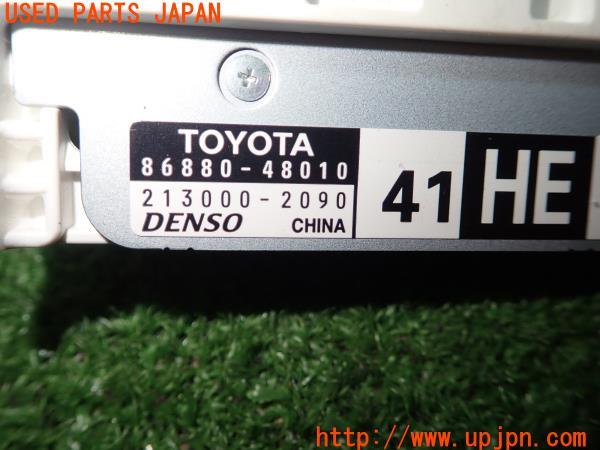 USED PARTS JAPAN
TOYOTA
86880-48010
213000-2090
DENSO CHINA
41 HE
http://www.upjpn.com